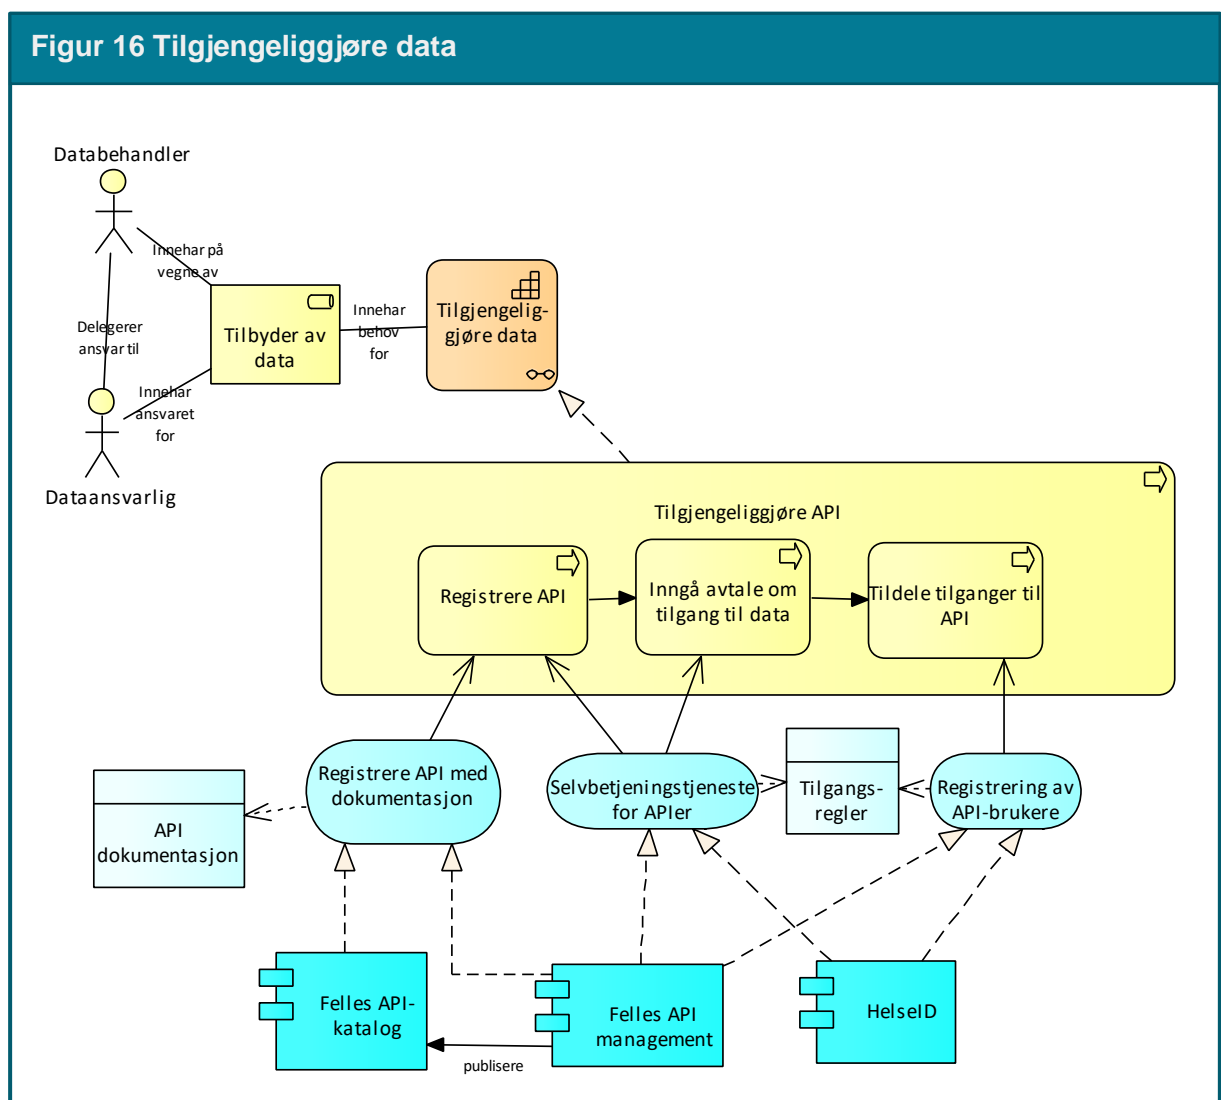 Figur 16 Tilgjengeliggjøre data
Databehandler
Innehar på
vegne av
Delegerer
ansvar til
Tilbyder av
data
Innehar
behov
for
Tilgjengelig-
gjøre data
Innehar
ansvaret
for
Dataansvarlig
Tilgjengeliggjøre API
Registrere API
Inngå avtale om
tilgang til data
Tildele tilganger til
API
API
dokumentasjon
Registrere API med
dokumentasjon
Selvbetjeningstjeneste
for APIer
Tilgangs-
regler
Registrering av
API-brukere
Felles API-
katalog
publisere
Felles API
management
HelseID